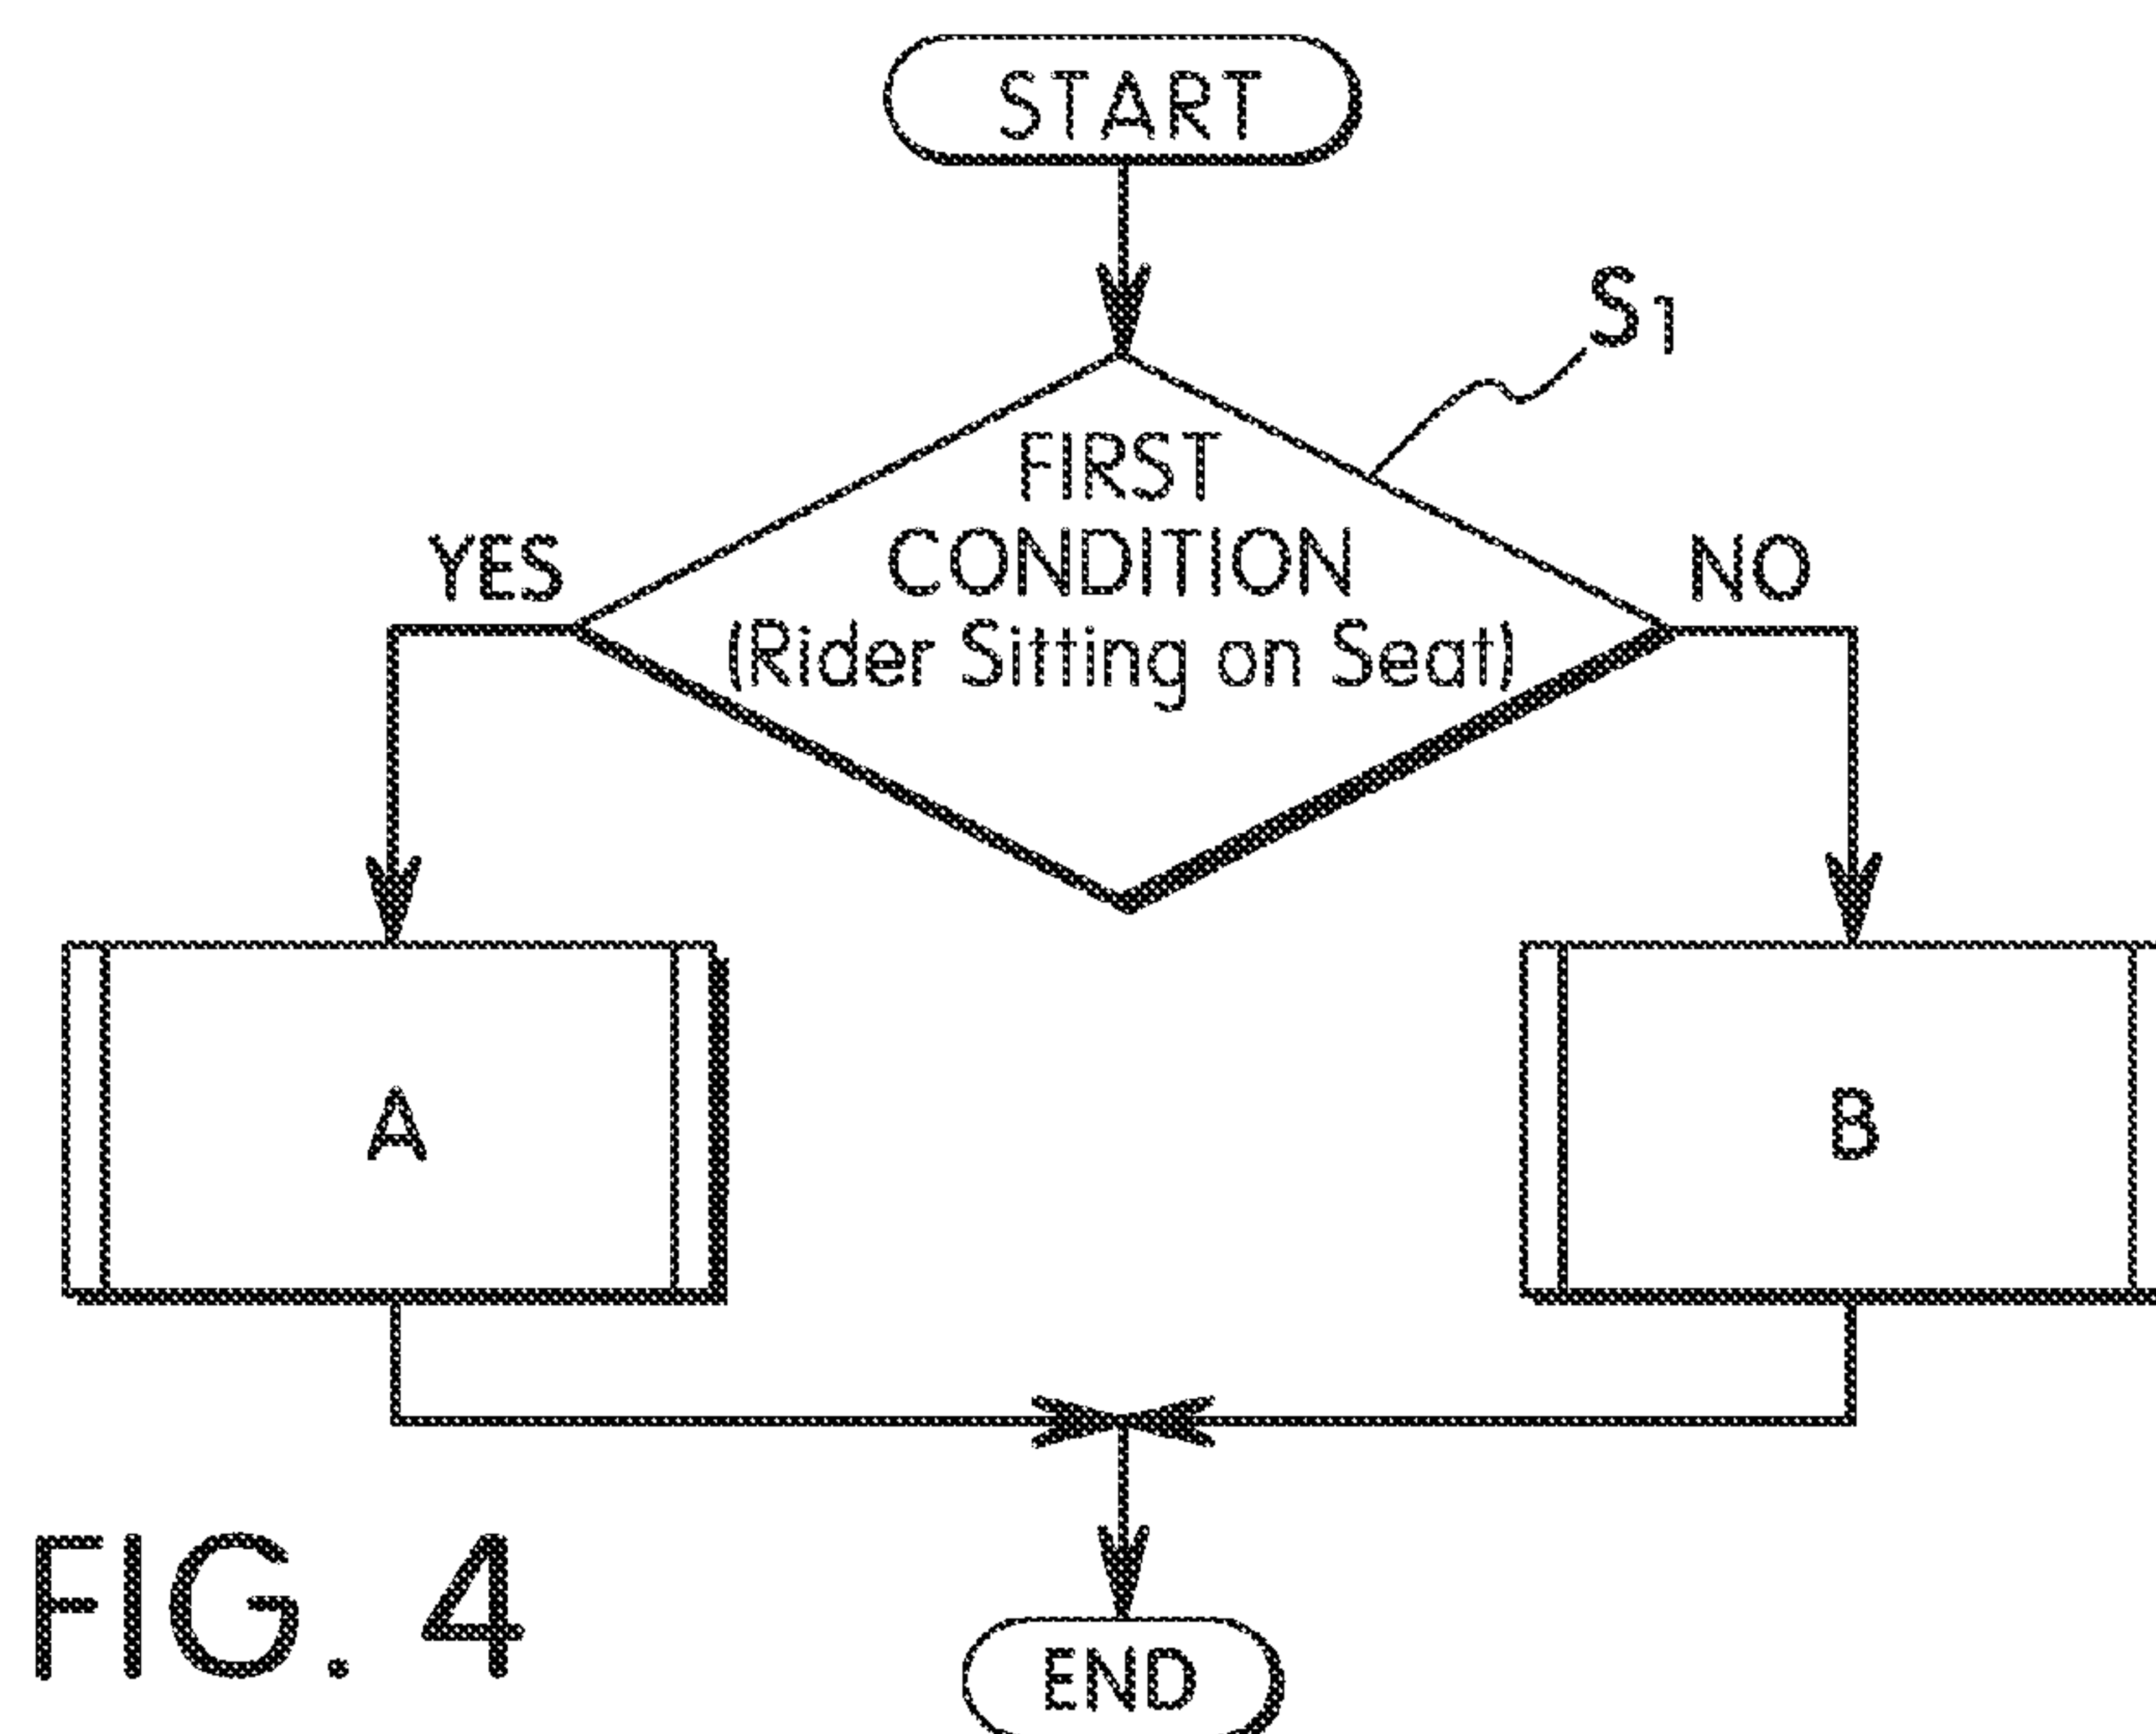 START
S1
FIRST
CONDITION
(Rider Sitting on Seat)
YES
NO
A
B
FIG. 4
END